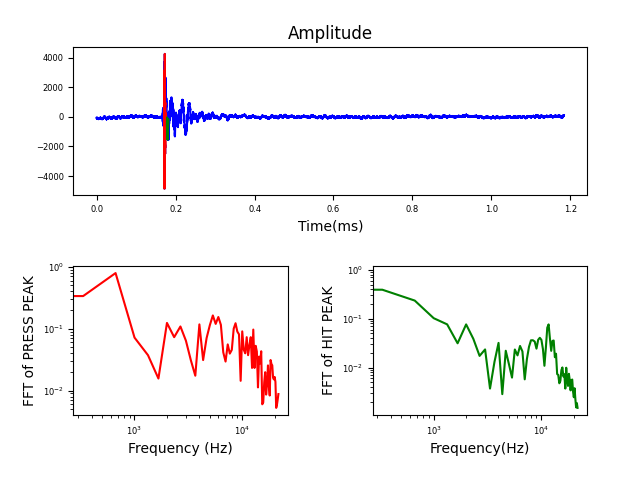 Amplitude
4000
2000
0
−2000
−4000
0.0 0.2 0.4 0.6 0.8 1.0 1.2
Time(ms)
FFT of PRESS PEAK
10⁰
10⁻¹
10⁻²
10³ 10⁴
Frequency (Hz)
FFT of HIT PEAK
10⁰
10⁻¹
10⁻²
10³ 10⁴
Frequency(Hz)